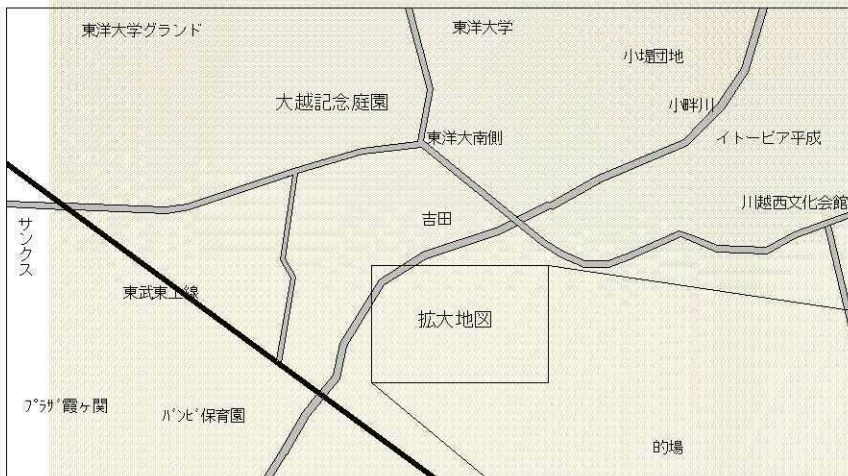 東洋大学グランド
東洋大学
小堤団地
大越記念庭園
小畔川
東洋大南側
イトーピア平成
川越西文化会館
吉田
サンクス
東武東上線
拡大地図
プラザ霞ヶ関
バンビ保育園
的場